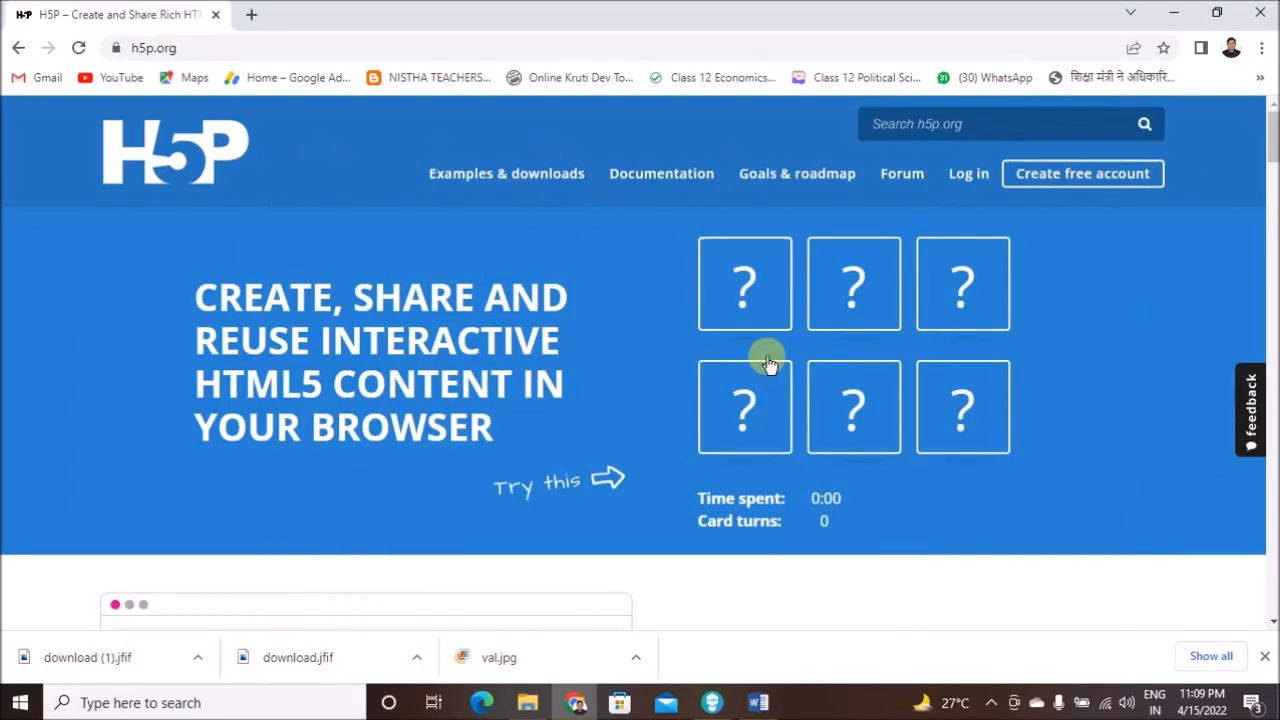 H5P H5P – Create and Share Rich HTM
h5p.org
Gmail YouTube Maps Home – Google Ad... NISTHA TEACHERS... Online Kruti Dev To... Class 12 Economics... Class 12 Political Sci... 31 (30) WhatsApp शिक्षा मंत्री ने अधिकारि... »
H5P
Search h5p.org
Examples & downloads Documentation Goals & roadmap Forum Log in Create free account
? ? ?
CREATE, SHARE AND
REUSE INTERACTIVE
HTML5 CONTENT IN
YOUR BROWSER
? ? ?
Try this
Time spent: 0:00
Card turns: 0
feedback
download (1).jfif download.jfif val.jpg Show all
Type here to search 27°C ENG 11:09 PM
IN 4/15/2022 3